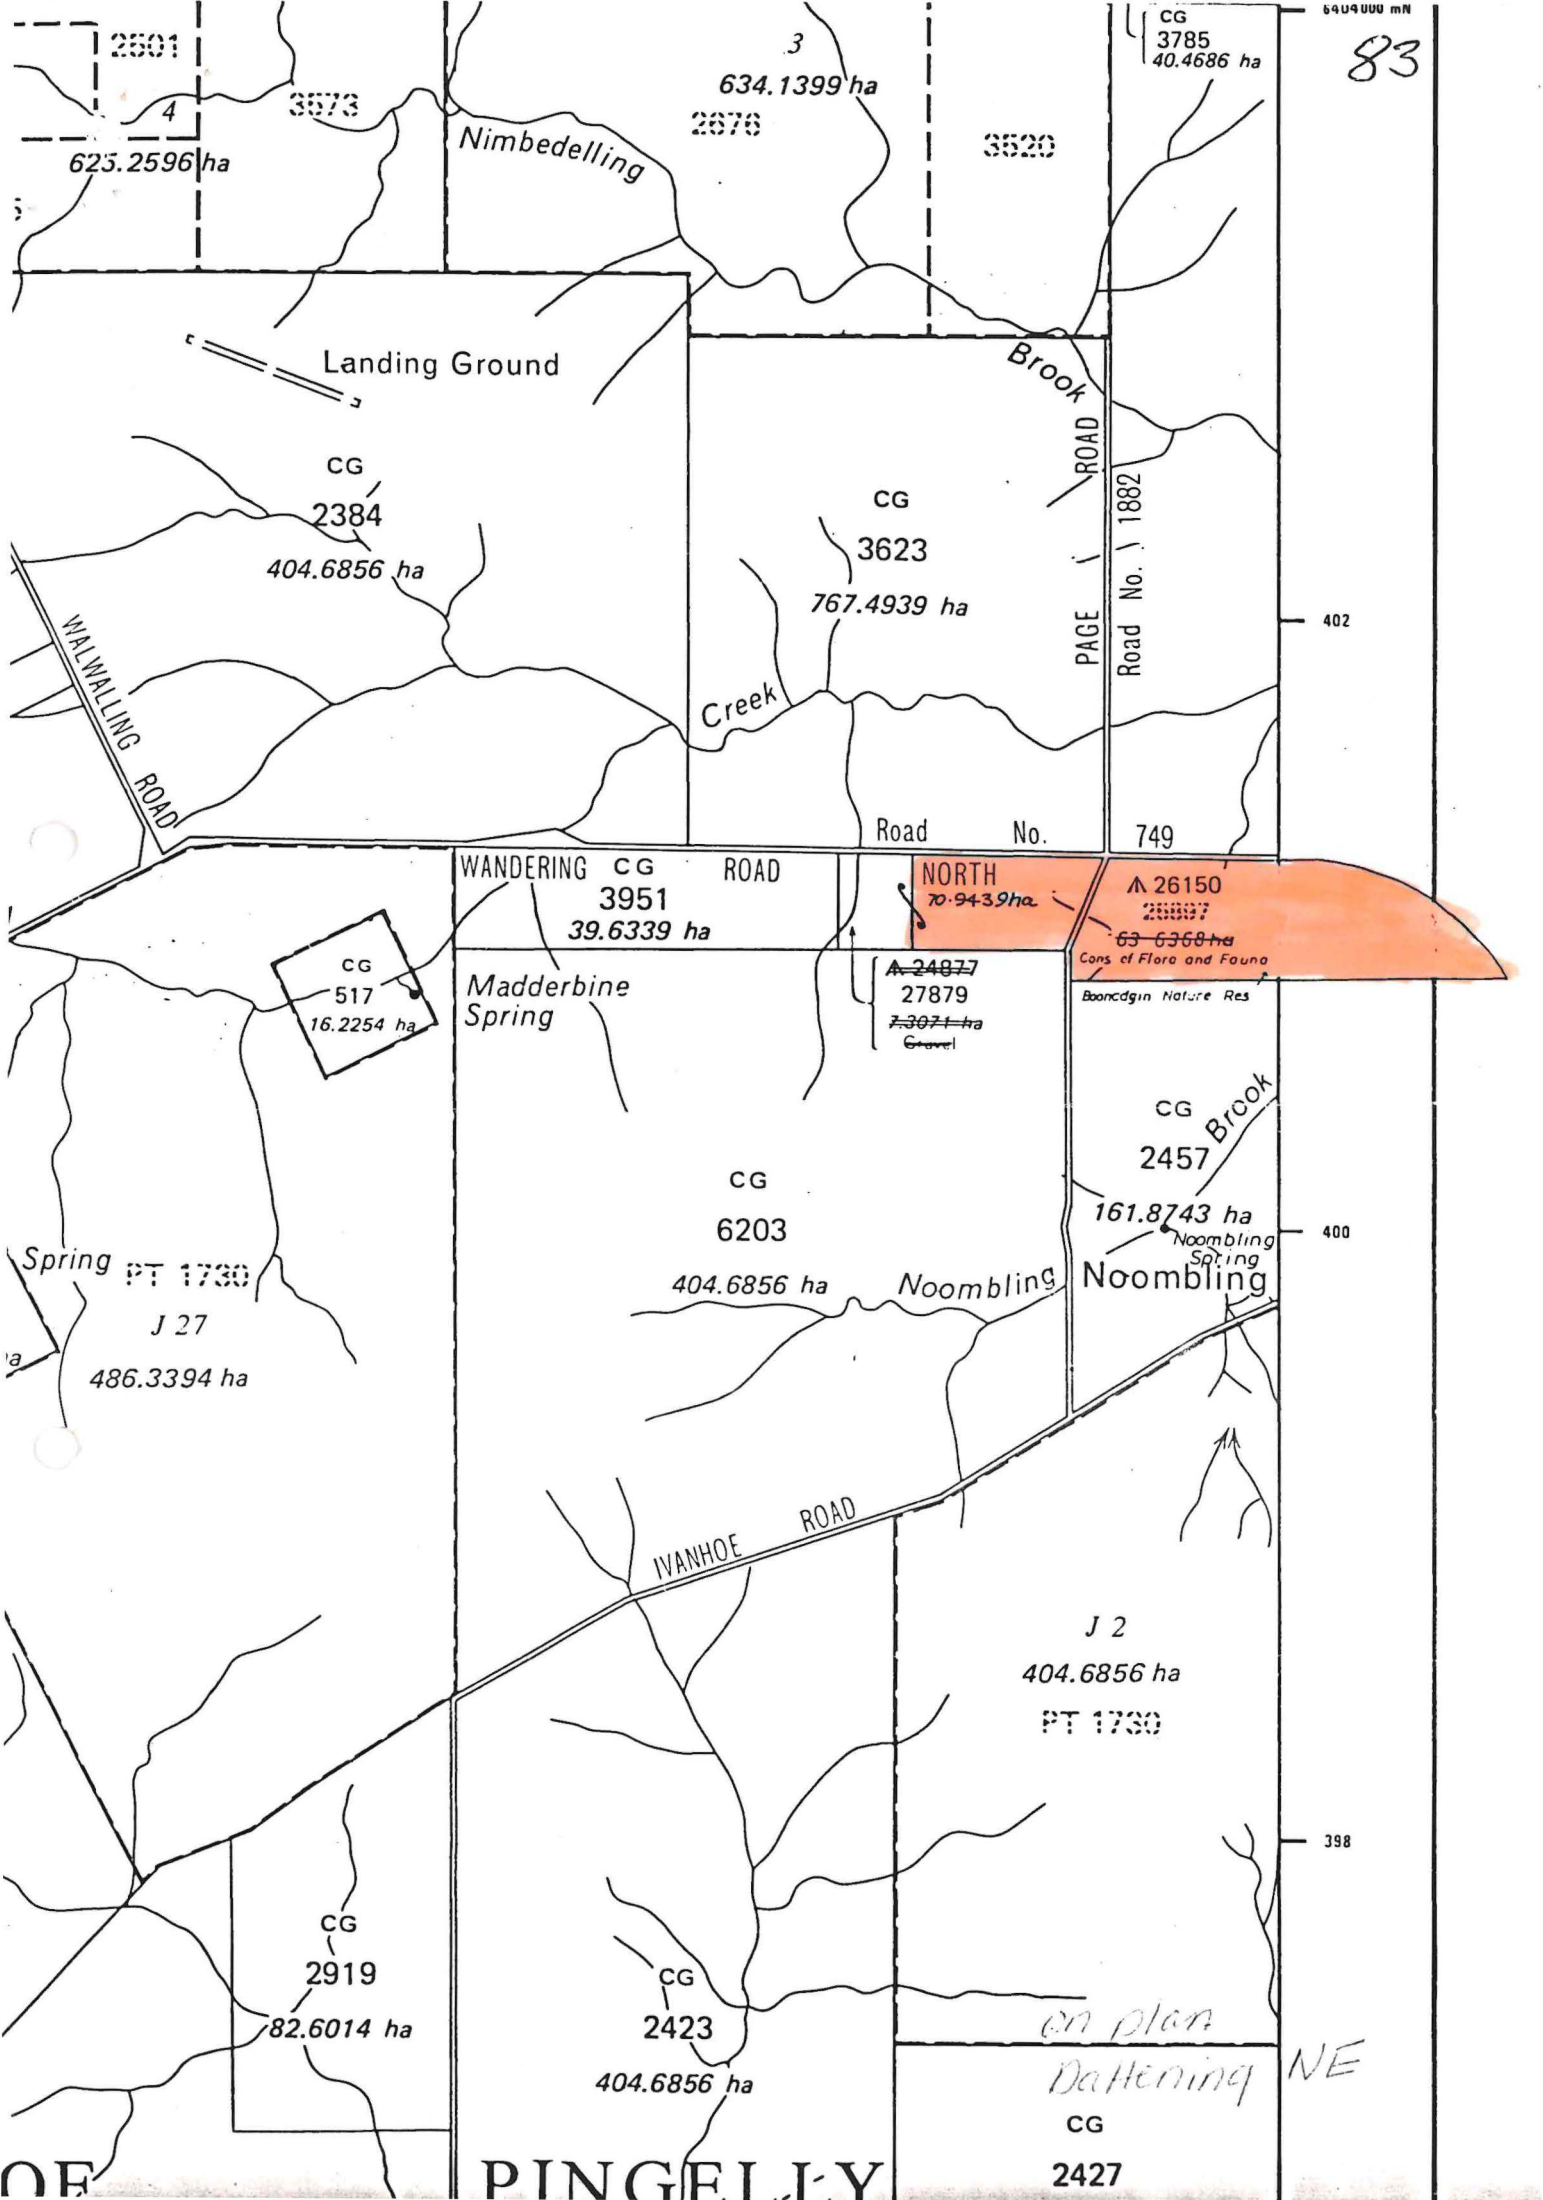 6404000 mN
CG
3785
40.4686 ha
83
2501
4
3573
625.2596 ha
3
634.1399 ha
2676
3520
Nimbedelling
Brook
Landing Ground
CG
2384
404.6856 ha
CG
3623
767.4939 ha
PAGE ROAD
Road No. 1882
402
WALWALLING ROAD
Creek
Road No. 749
WANDERING ROAD NORTH
CG
3951
39.6339 ha
70.9439ha
26150
25897
63 6368 ha
Cons of Flora and Fauna
Booncdgin Nature Res
CG
517
16.2254 ha
Madderbine
Spring
24877
27879
7.3071 ha
Gravel
CG
2457
161.8743 ha
Brook
Noombling
Spring
Noombling
400
CG
6203
404.6856 ha
Noombling
Spring
PT 1730
J 27
486.3394 ha
a
IVANHOE ROAD
J 2
404.6856 ha
PT 1730
398
CG
2919
82.6014 ha
CG
2423
404.6856 ha
on plan
Dattening NE
CG
2427
OF PINGELLY